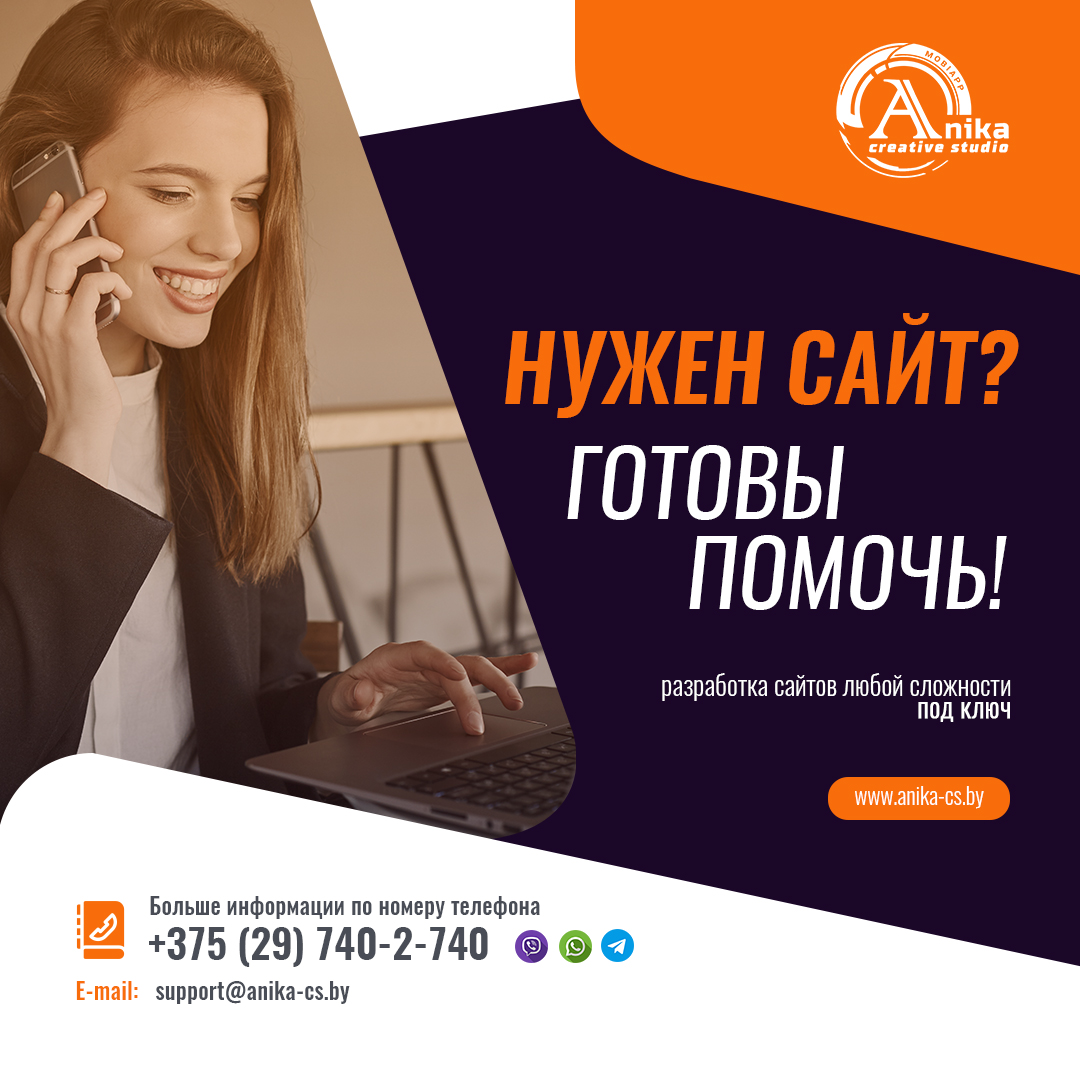 MOBIAPP
Anika
creative studio
НУЖЕН САЙТ?
ГОТОВЫ
ПОМОЧЬ!
разработка сайтов любой сложности
под ключ
www.anika-cs.by
Больше информации по номеру телефона
+375 (29) 740-2-740
E-mail: support@anika-cs.by